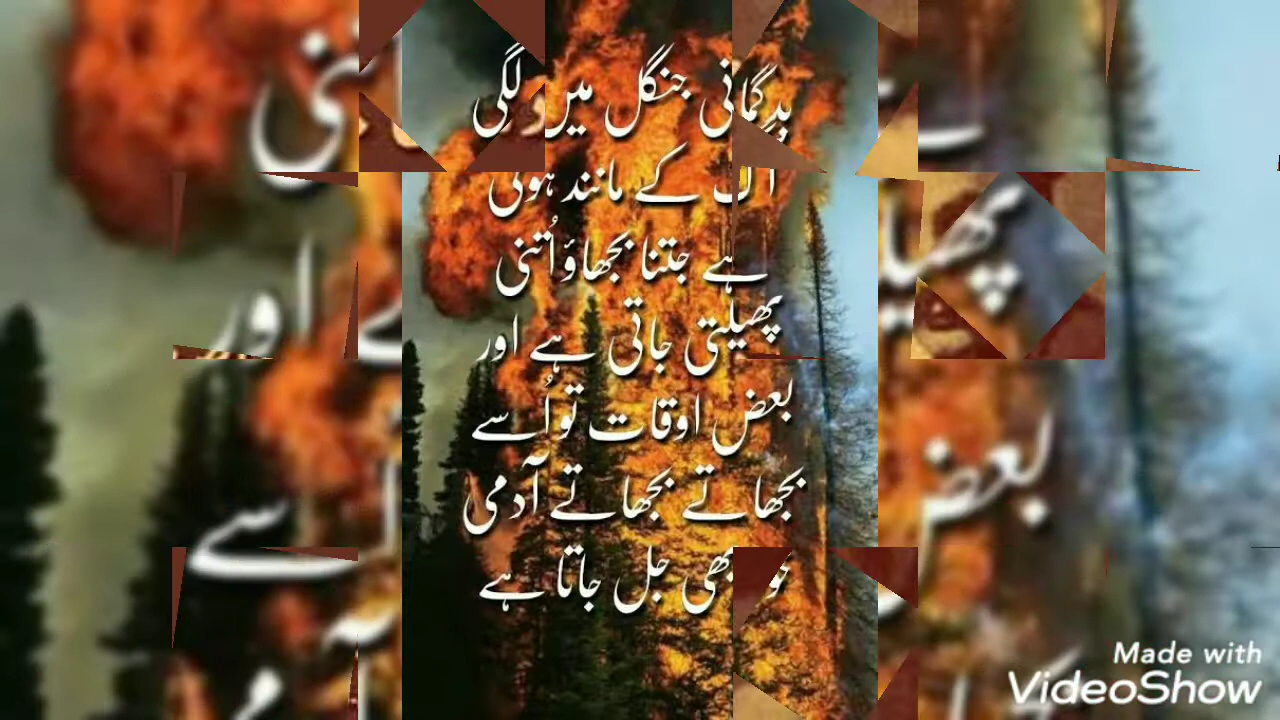 بدگمانی جنگل میں لگی
آگ کے مانند ہوتی
ہے جتنا بجھاؤ اُتنی
پھیلتی جاتی ہے اور
بعض اوقات تو اُسے
بجھاتے بجھاتے آدمی
خود بھی جل جاتا ہے
Made with
VideoShow